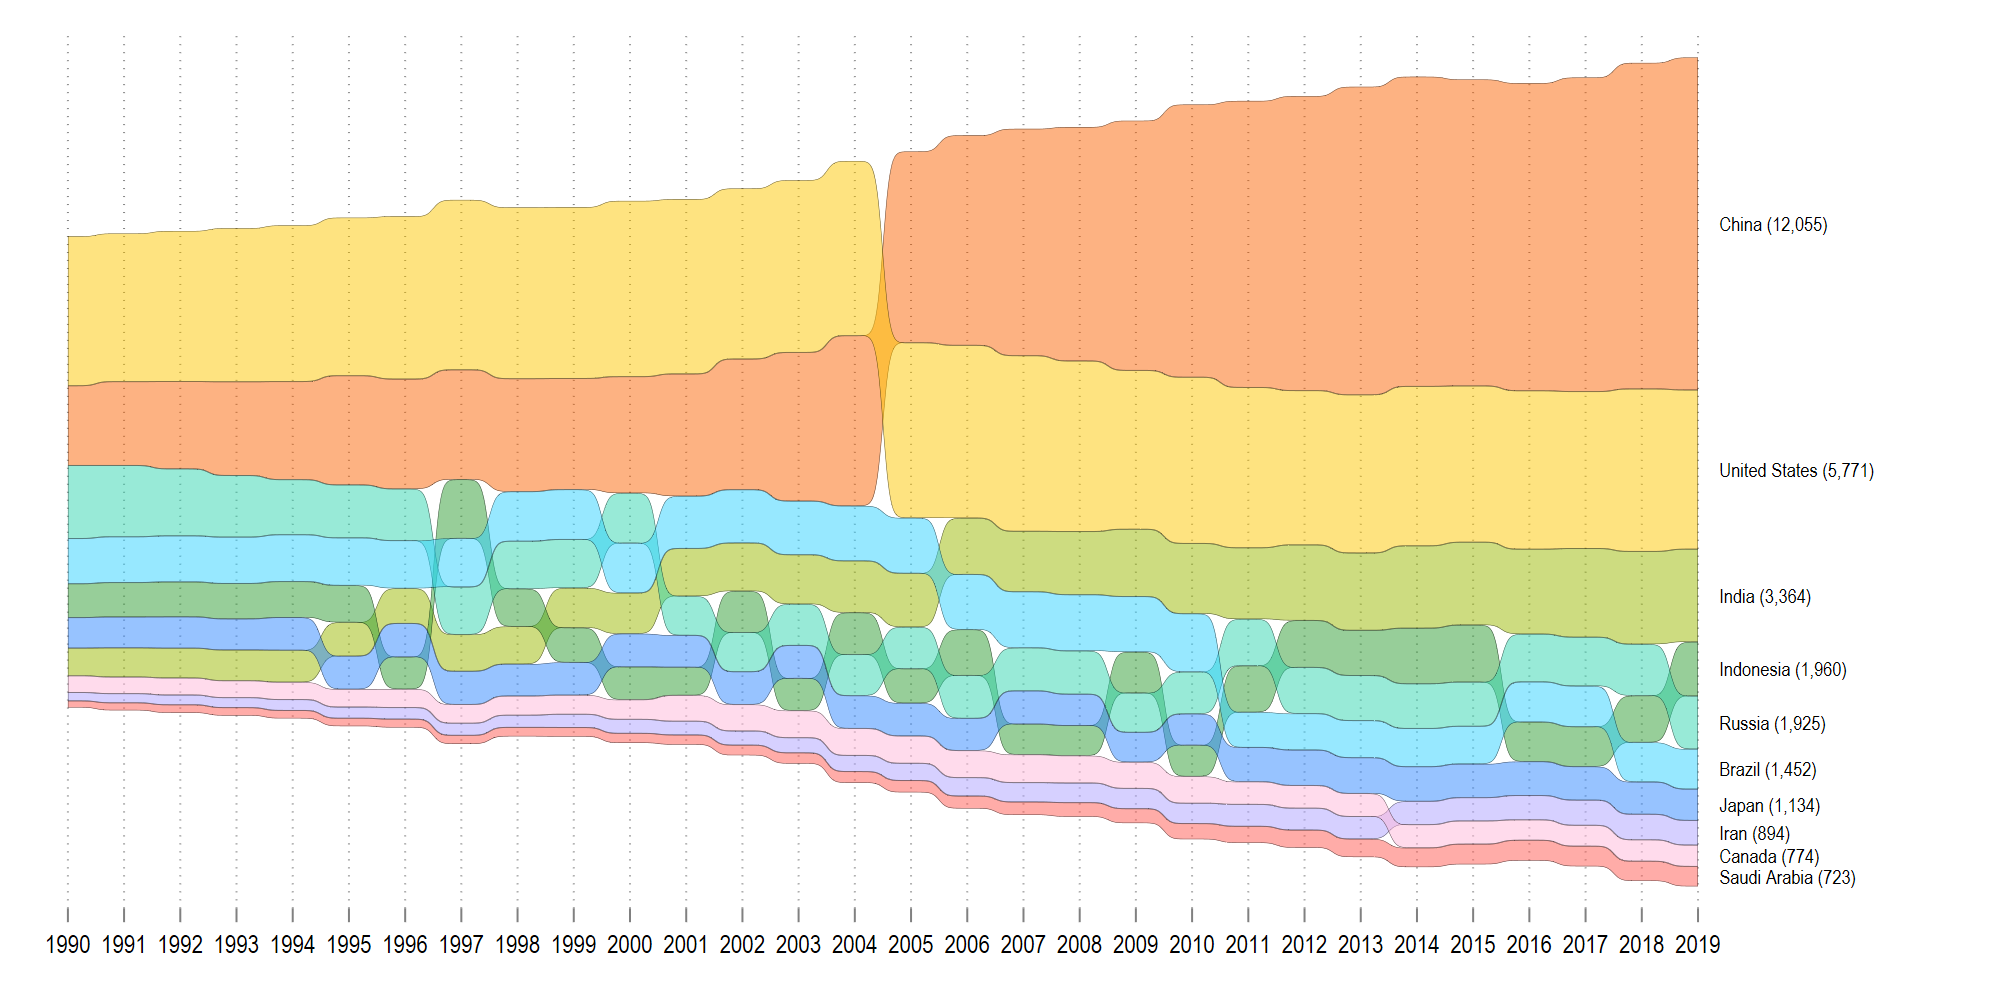 China (12,055)
United States (5,771)
India (3,364)
Indonesia (1,960)
Russia (1,925)
Brazil (1,452)
Japan (1,134)
Iran (894)
Canada (774)
Saudi Arabia (723)
1990 1991 1992 1993 1994 1995 1996 1997 1998 1999 2000 2001 2002 2003 2004 2005 2006 2007 2008 2009 2010 2011 2012 2013 2014 2015 2016 2017 2018 2019